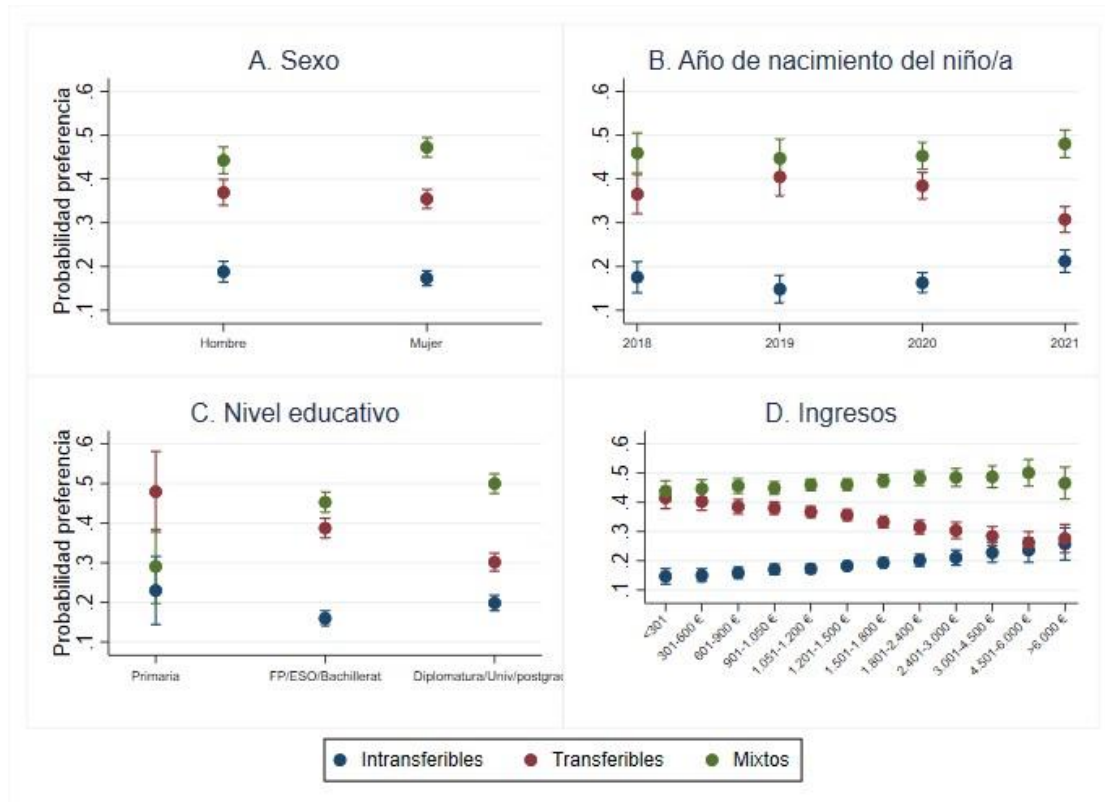 A. Sexo
Probabilidad preferencia
.6
.5
.4
.3
.2
.1
Hombre Mujer
B. Año de nacimiento del niño/a
.6
.5
.4
.3
.2
.1
2018 2019 2020 2021
C. Nivel educativo
Probabilidad preferencia
.6
.5
.4
.3
.2
.1
Primaria FP/ESO/Bachillerat Diplomatura/Univ/postgrad
D. Ingresos
.6
.5
.4
.3
.2
.1
<301 301-600 € 601-900 € 901-1.050 € 1.051-1.200 € 1.201-1.500 € 1.501-1.800 € 1.801-2.400 € 2.401-3.000 € 3.001-4.500 € 4.501-6.000 € >6.000 €
Intransferibles Transferibles Mixtos